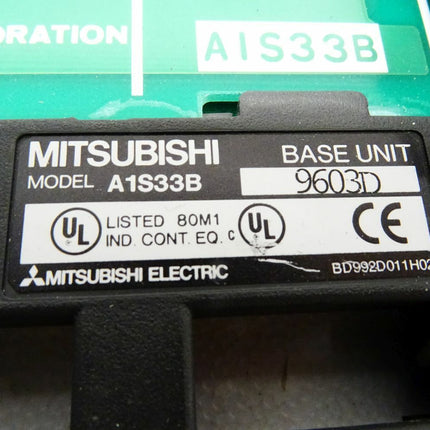 ORATION
A1S33B
MITSUBISHI BASE UNIT
MODEL A1S33B 9603D
UL LISTED 80M1 C UL CE
IND. CONT. EQ.
MITSUBISHI ELECTRIC BD992D011H02